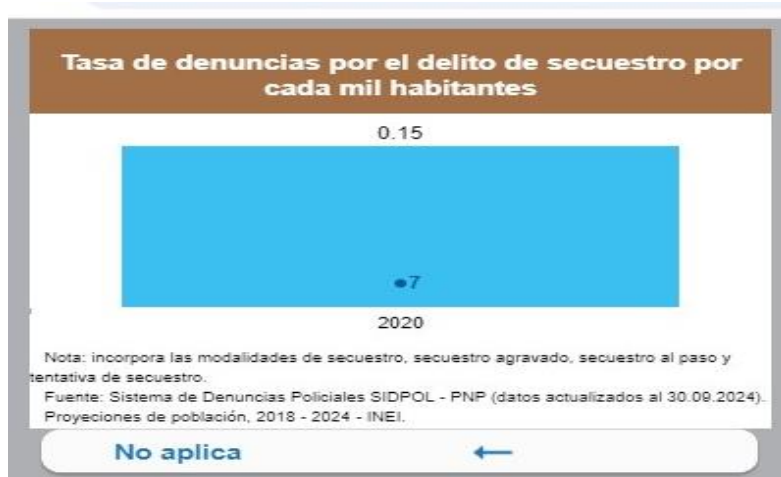 Tasa de denuncias por el delito de secuestro por
cada mil habitantes
0.15
7
2020
Nota: incorpora las modalidades de secuestro, secuestro agravado, secuestro al paso y
tentativa de secuestro.
Fuente: Sistema de Denuncias Policiales SIDPOL - PNP (datos actualizados al 30.09.2024).
Proyeciones de población, 2018 - 2024 - INEI.
No aplica ←